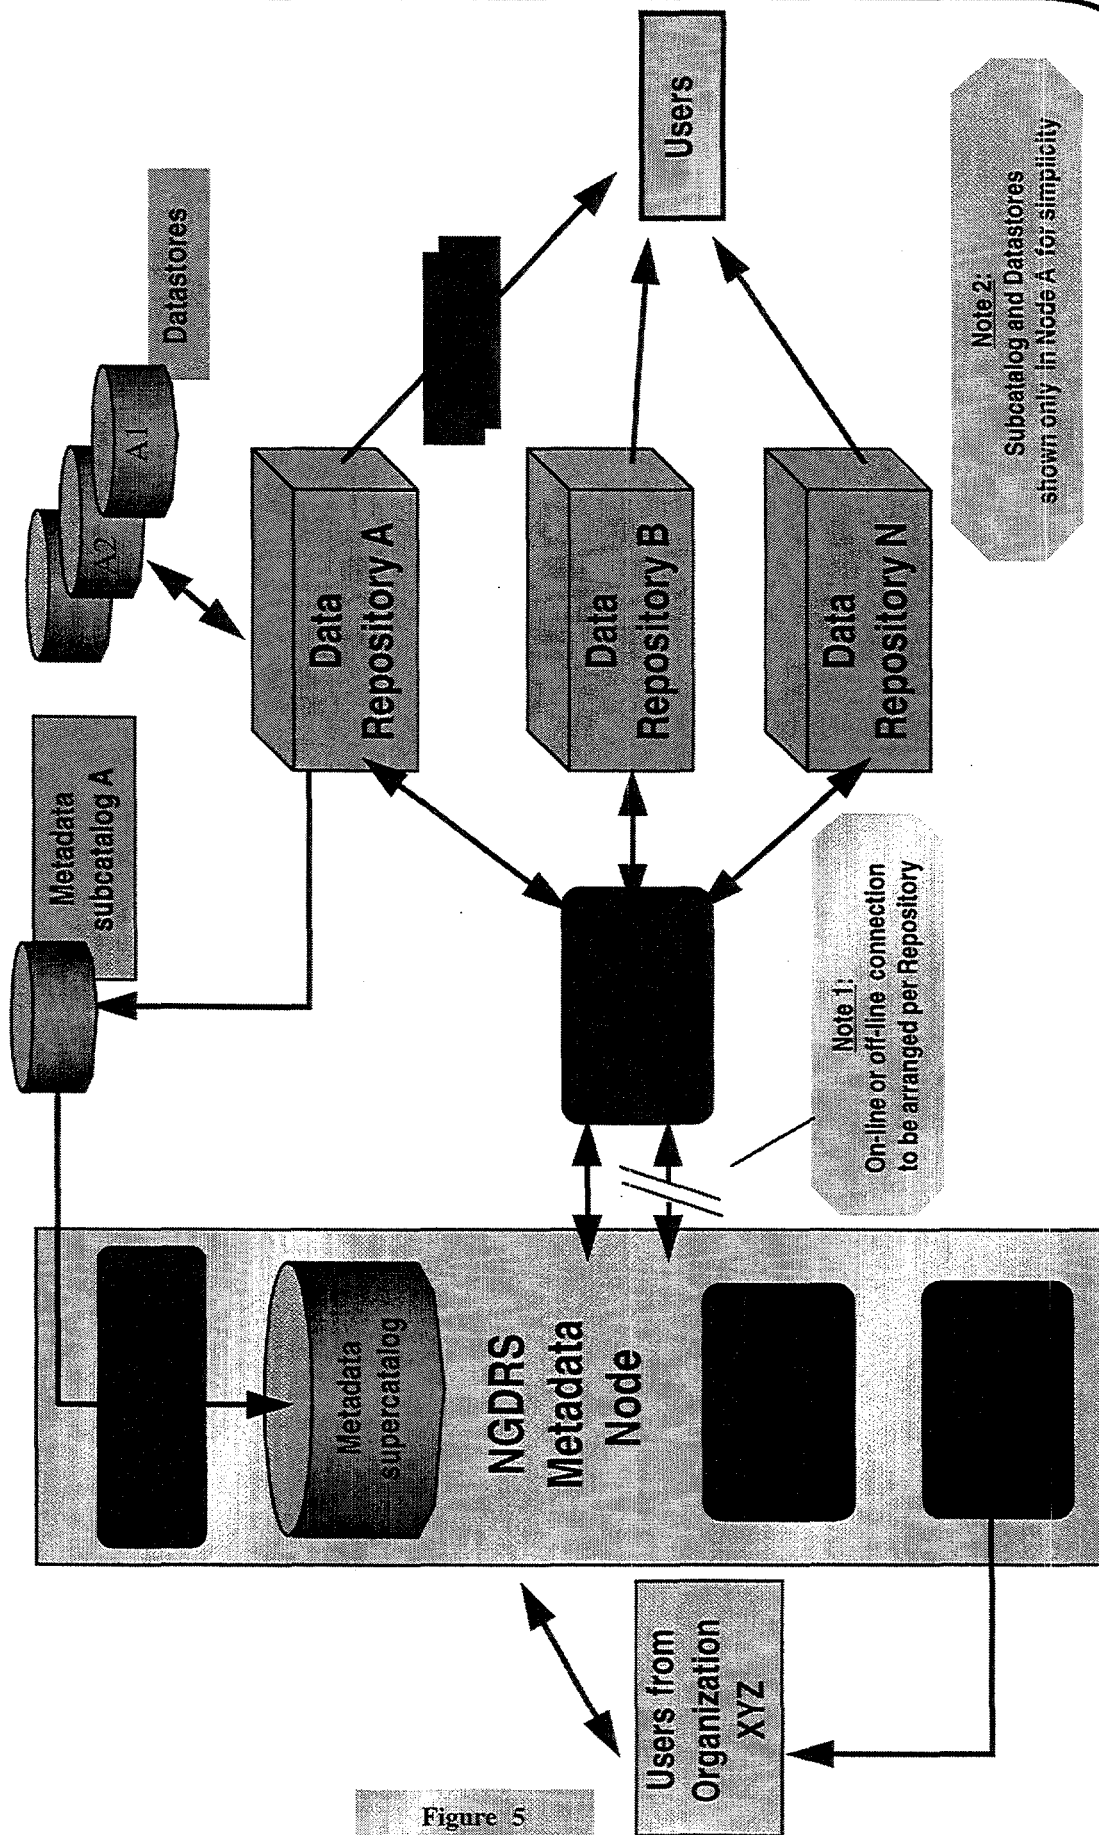 Users from
Organization
XYZ
Metadata
supercatalog
NGDRS
Metadata
Node
Metadata
subcatalog A
Datastores
A1
A2
Data
Repository A
Data
Repository B
Data
Repository N
Users
Note 1:
On-line or off-line connection
to be arranged per Repository
Note 2:
Subcatalog and Datastores
shown only in Node A for simplicity
Figure 5